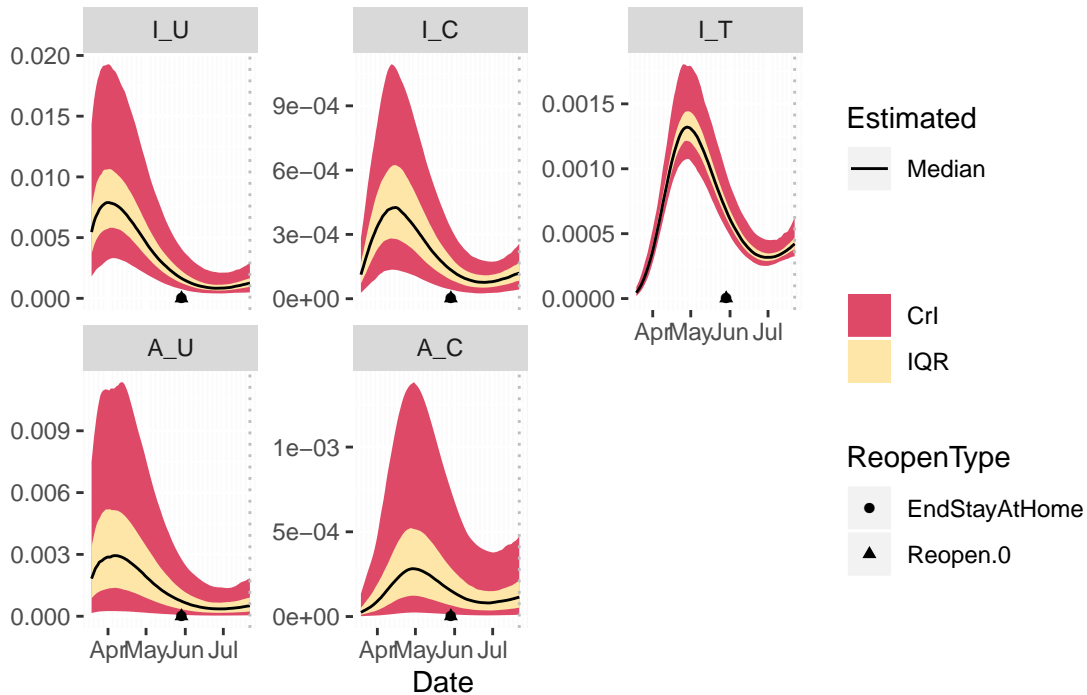 I_U
I_C
I_T
0.020
0.015
0.010
0.005
0.000
9e−04
6e−04
3e−04
0e+00
0.0015
0.0010
0.0005
0.0000
Apr May Jun Jul
A_U
A_C
0.009
0.006
0.003
0.000
1e−03
5e−04
0e+00
Apr May Jun Jul
Apr May Jun Jul
Date
Estimated
Median
CrI
IQR
ReopenType
EndStayAtHome
Reopen.0